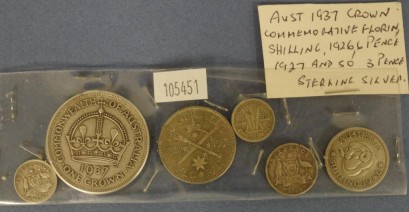 AUST 1937 CROWN
COMMEMORATIVE FLORIN,
SHILLING, 1926, 6 PENCE
1927 AND 50 3 PENCE
STERLING SILVER.
105451
COMMONWEALTH·OF·AUSTRALIA
1937
ONE·CROWN